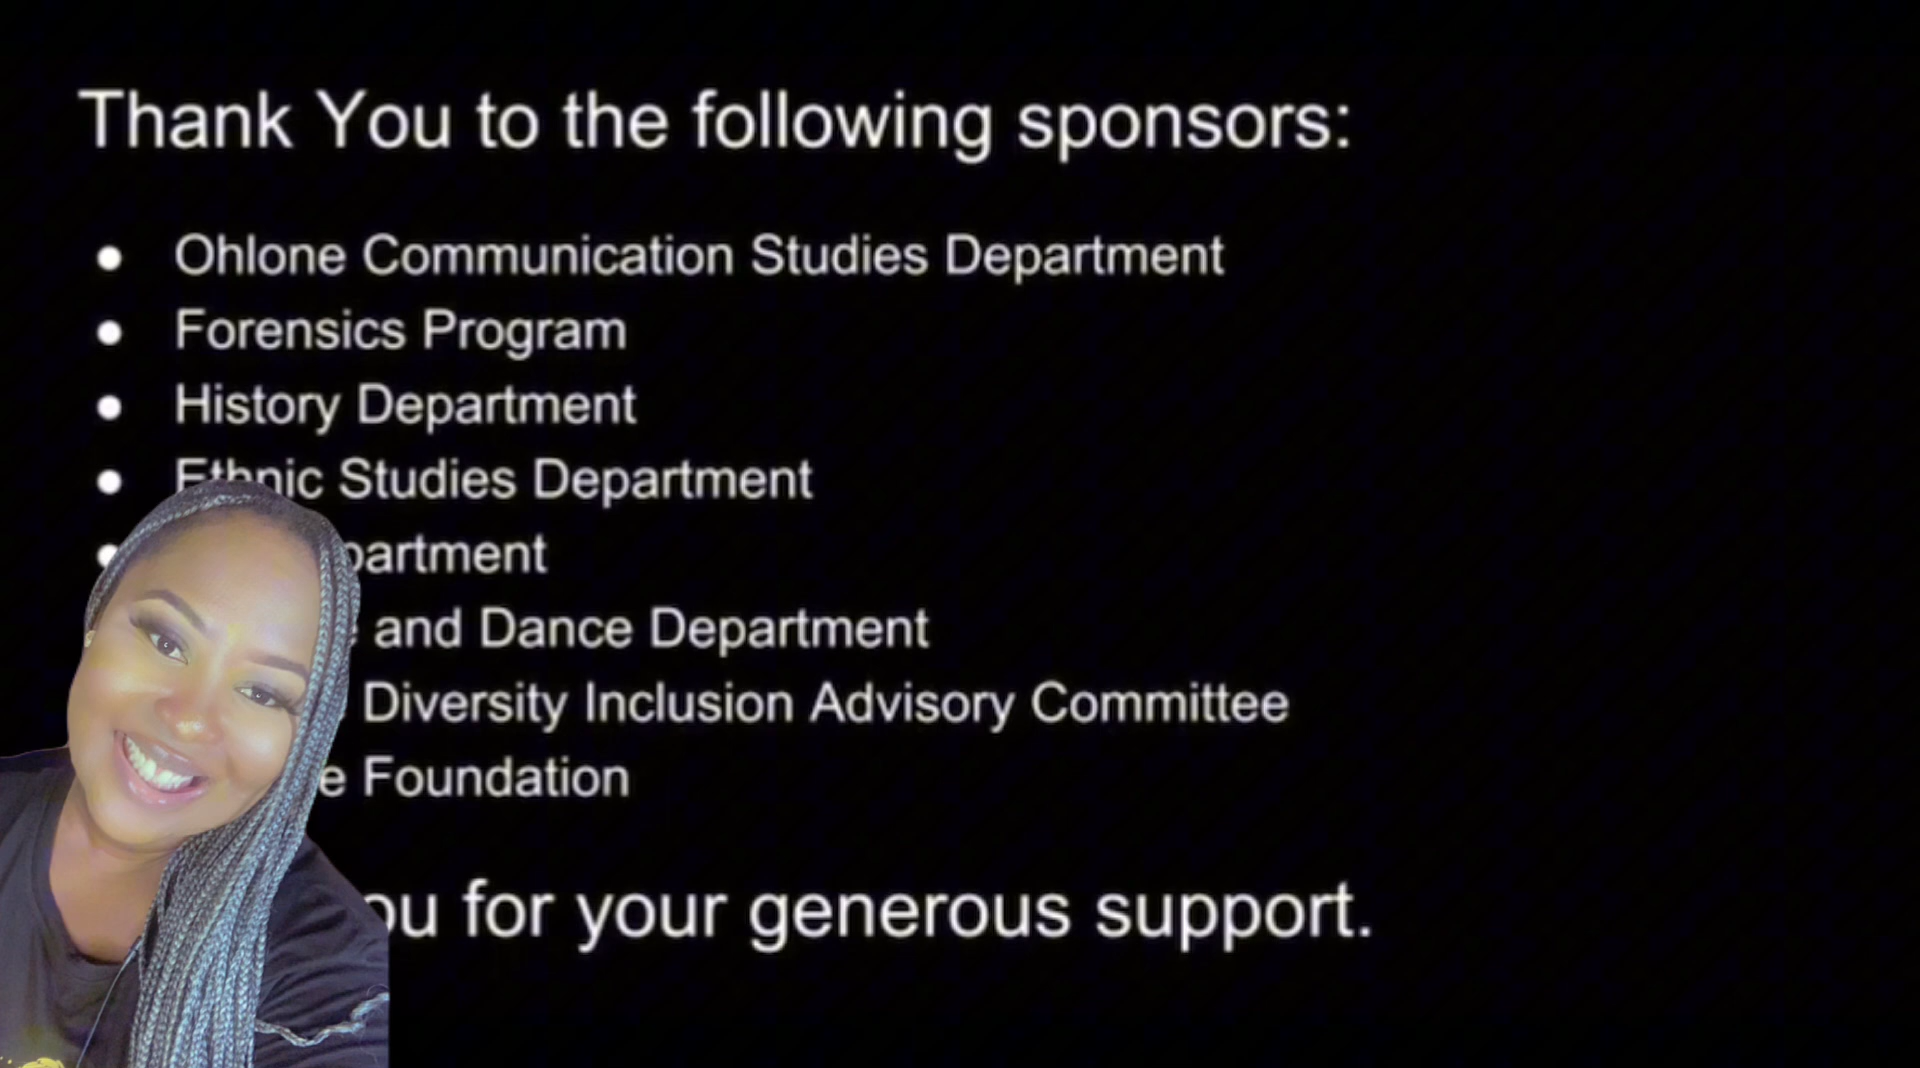 Thank You to the following sponsors:
● Ohlone Communication Studies Department
● Forensics Program
● History Department
● Ethnic Studies Department
and Dance Department
Diversity Inclusion Advisory Committee
Foundation
for your generous support.